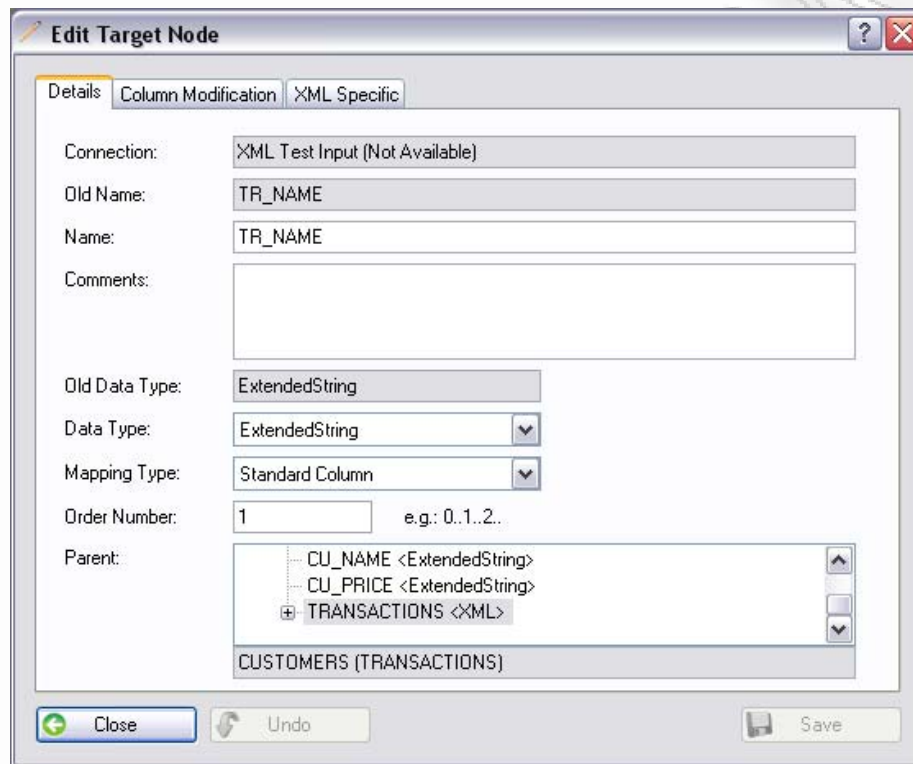 Edit Target Node
Details Column Modification XML Specific
Connection: XML Test Input (Not Available)
Old Name: TR_NAME
Name: TR_NAME
Comments:
Old Data Type: ExtendedString
Data Type: ExtendedString
Mapping Type: Standard Column
Order Number: 1 e.g.: 0..1..2..
Parent: CU_NAME <ExtendedString>
CU_PRICE <ExtendedString>
TRANSACTIONS <XML>
CUSTOMERS (TRANSACTIONS)
Close Undo Save